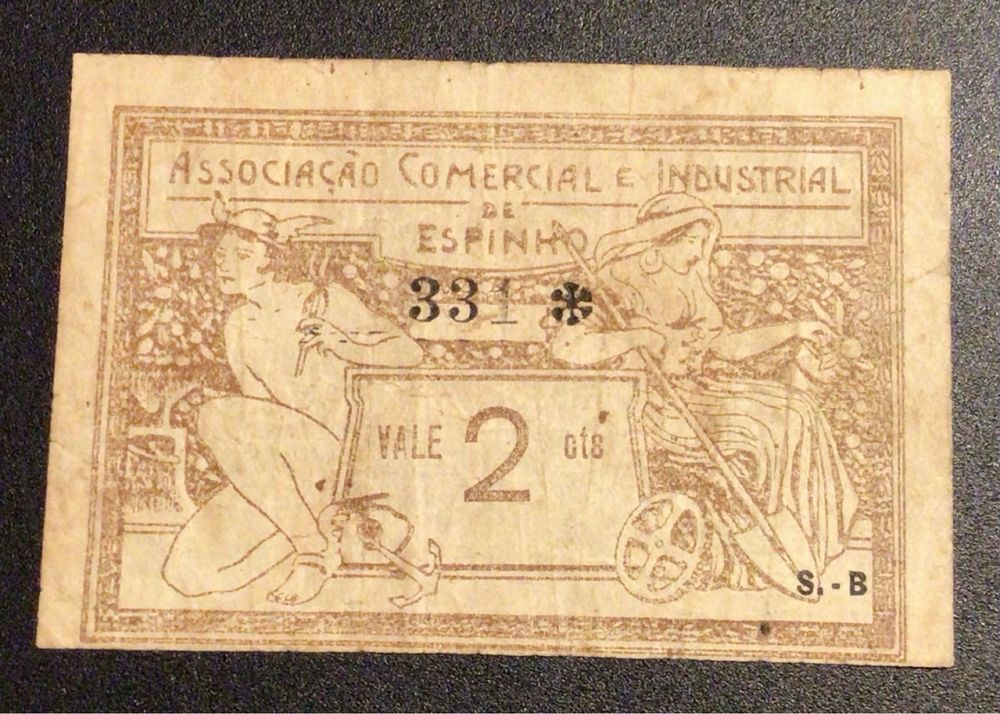 ASSOCIAÇÃO COMERCIAL E INDUSTRIAL
DE
ESPINHO
331
VALE 2 cts
S.-B